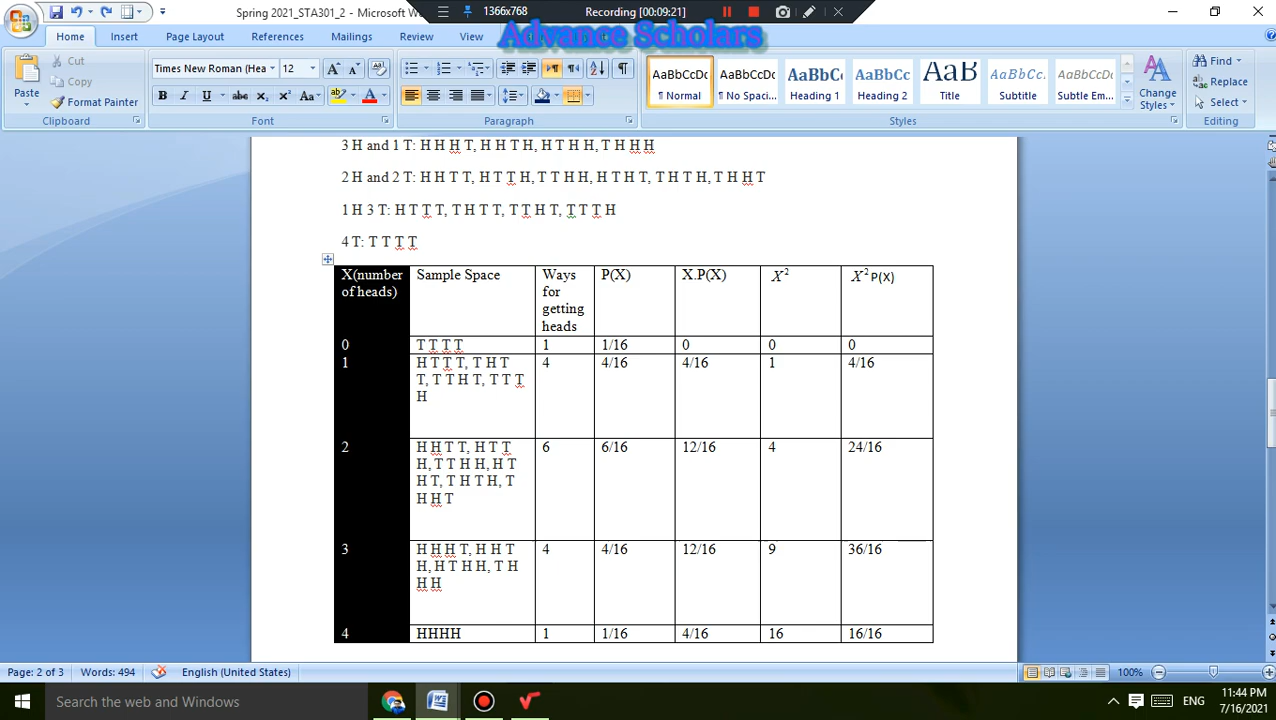 Spring 2021_STA301_2 - Microsoft W
1366x768
Recording [00:09:21]
Advance Scholars
Home
Insert
Page Layout
References
Mailings
Review
View
Paste
Cut
Copy
Format Painter
Clipboard
Times New Roman (Hea
12
Font
Paragraph
AaBbCcDc
¶ Normal
AaBbCcDc
¶ No Spaci...
AaBbC
Heading 1
AaBbCc
Heading 2
AaB
Title
AaBbCc.
Subtitle
AaBbCcDc
Subtle Em...
Change
Styles
Styles
Find
Replace
Select
Editing
3 H and 1 T: H H H T, H H T H, H T H H, T H H H
2 H and 2 T: H H T T, H T T H, T T H H, H T H T, T H T H, T H H T
1 H 3 T: H T T T, T H T T, T T H T, T T T H
4 T: T T T T
X(number of heads) Sample Space Ways for getting heads P(X) X.P(X) X² X² P(X)
0 T T T T 1 1/16 0 0 0
1 H T T T, T H T T, T T H T, T T T H 4 4/16 4/16 1 4/16
2 H H T T, H T T H, T T H H, H T H T, T H T H, T H H T 6 6/16 12/16 4 24/16
3 H H H T, H H T H, H T H H, T H H H 4 4/16 12/16 9 36/16
4 HHHH 1 1/16 4/16 16 16/16
Page: 2 of 3
Words: 494
English (United States)
100%
Search the web and Windows
ENG
11:44 PM
7/16/2021